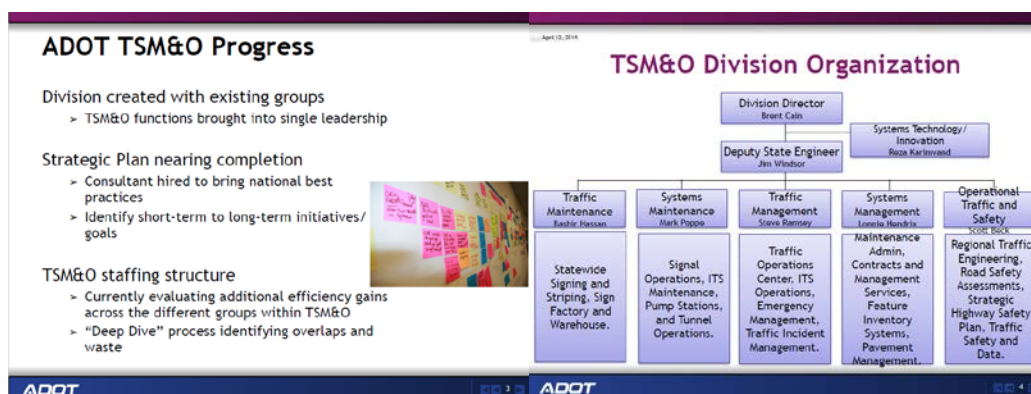 ADOT TSM&O Progress
Division created with existing groups
➢ TSM&O functions brought into single leadership
Strategic Plan nearing completion
➢ Consultant hired to bring national best
practices
➢ Identify short-term to long-term initiatives/
goals
TSM&O staffing structure
➢ Currently evaluating additional efficiency gains
across the different groups within TSM&O
➢ "Deep Dive" process identifying overlaps and
waste
ADOT
3
April 12, 2016
TSM&O Division Organization
Division Director
Brent Cain
Systems Technology/
Innovation
Reza Karimvand
Deputy State Engineer
Jim Windsor
Traffic
Maintenance
Bashir Hassan
Systems
Maintenance
Mark Poppe
Traffic
Management
Steve Ramsey
Systems
Management
Lonnie Hendrix
Operational
Traffic and
Safety
Scott Beck
Statewide
Signing and
Striping, Sign
Factory and
Warehouse.
Signal
Operations, ITS
Maintenance,
Pump Stations,
and Tunnel
Operations.
Traffic
Operations
Center, ITS
Operations,
Emergency
Management,
Traffic Incident
Management.
Maintenance
Admin,
Contracts and
Management
Services,
Feature
Inventory
Systems,
Pavement
Management.
Regional Traffic
Engineering,
Road Safety
Assessments,
Strategic
Highway Safety
Plan, Traffic
Safety and
Data.
ADOT
4